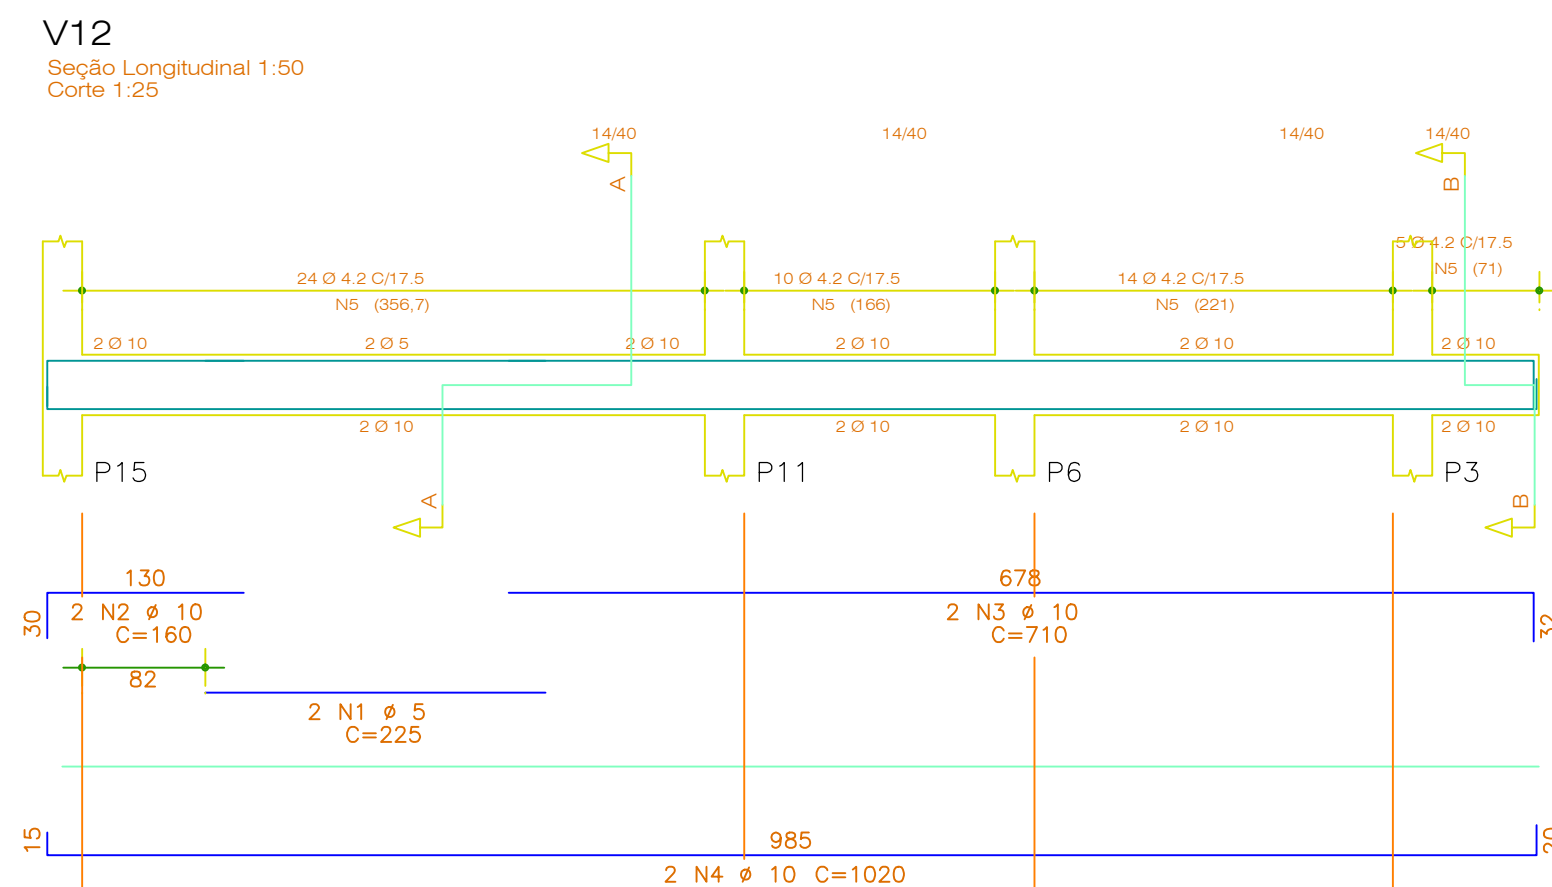 V12
Seção Longitudinal 1:50
Corte 1:25
14/40 14/40 14/40 14/40
A B
5 Ø 4.2 C/17.5
N5 (71)
24 Ø 4.2 C/17.5 10 Ø 4.2 C/17.5 14 Ø 4.2 C/17.5
N5 (356,7) N5 (166) N5 (221)
2 Ø 10 2 Ø 5 2 Ø 10 2 Ø 10 2 Ø 10 2 Ø 10
2 Ø 10 2 Ø 10 2 Ø 10 2 Ø 10
P15 P11 P6 P3
A B
130 678
30 2 N2 ø 10 2 N3 ø 10 32
C=160 C=710
82
2 N1 ø 5
C=225
15 985 20
2 N4 ø 10 C=1020